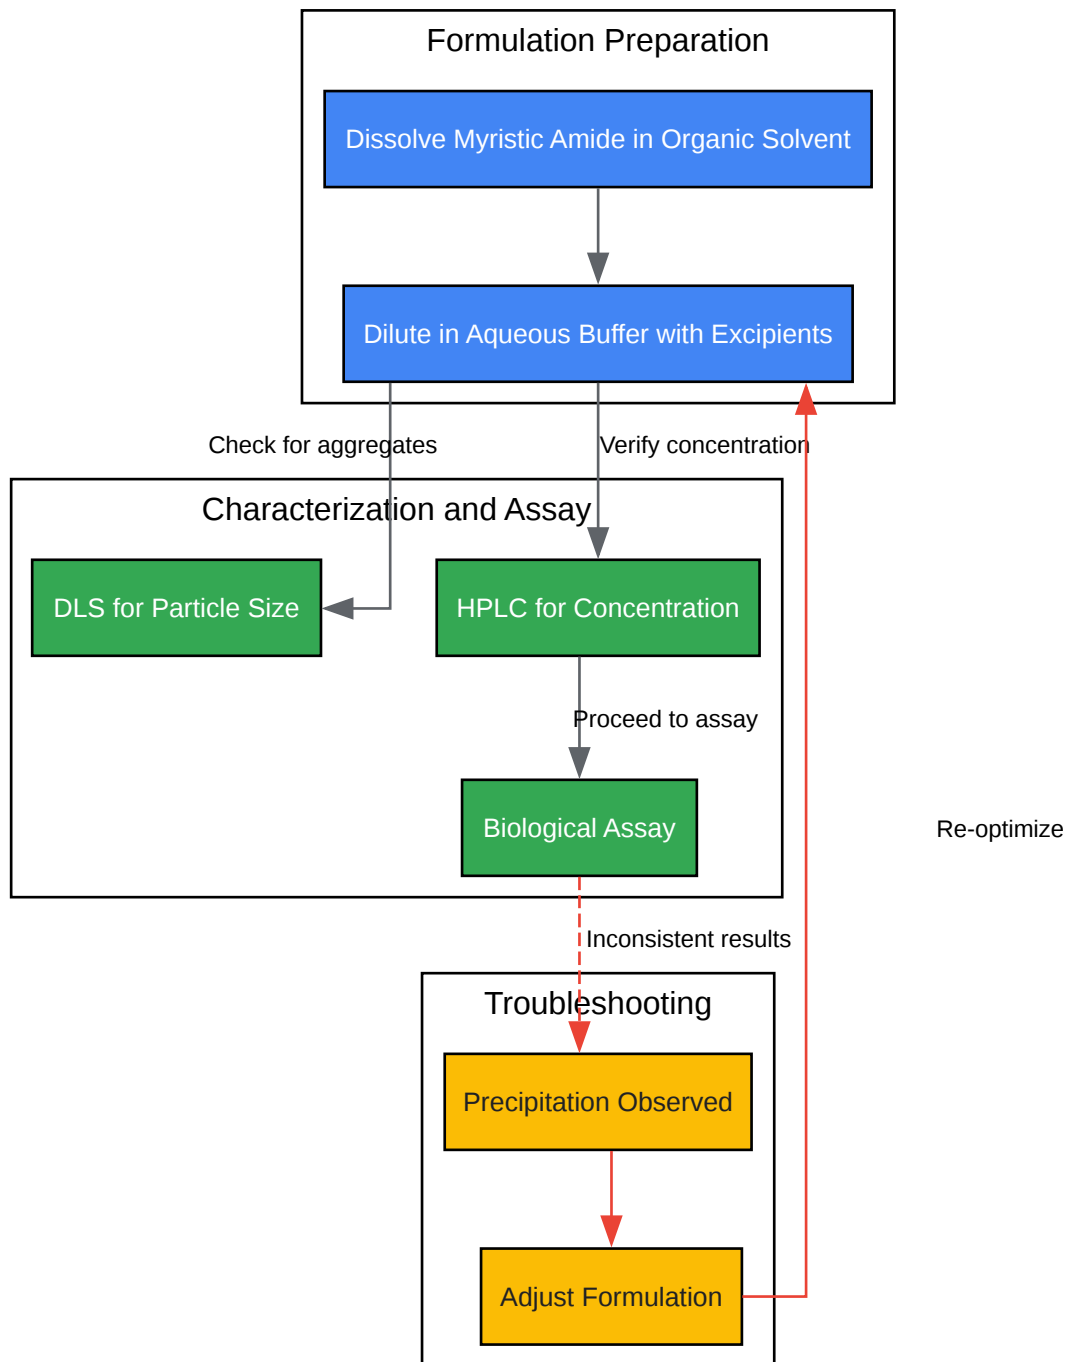 Formulation Preparation
Dissolve Myristic Amide in Organic Solvent
Dilute in Aqueous Buffer with Excipients
Check for aggregates
Verify concentration
Characterization and Assay
DLS for Particle Size
HPLC for Concentration
Proceed to assay
Biological Assay
Re-optimize
Inconsistent results
Troubleshooting
Precipitation Observed
Adjust Formulation